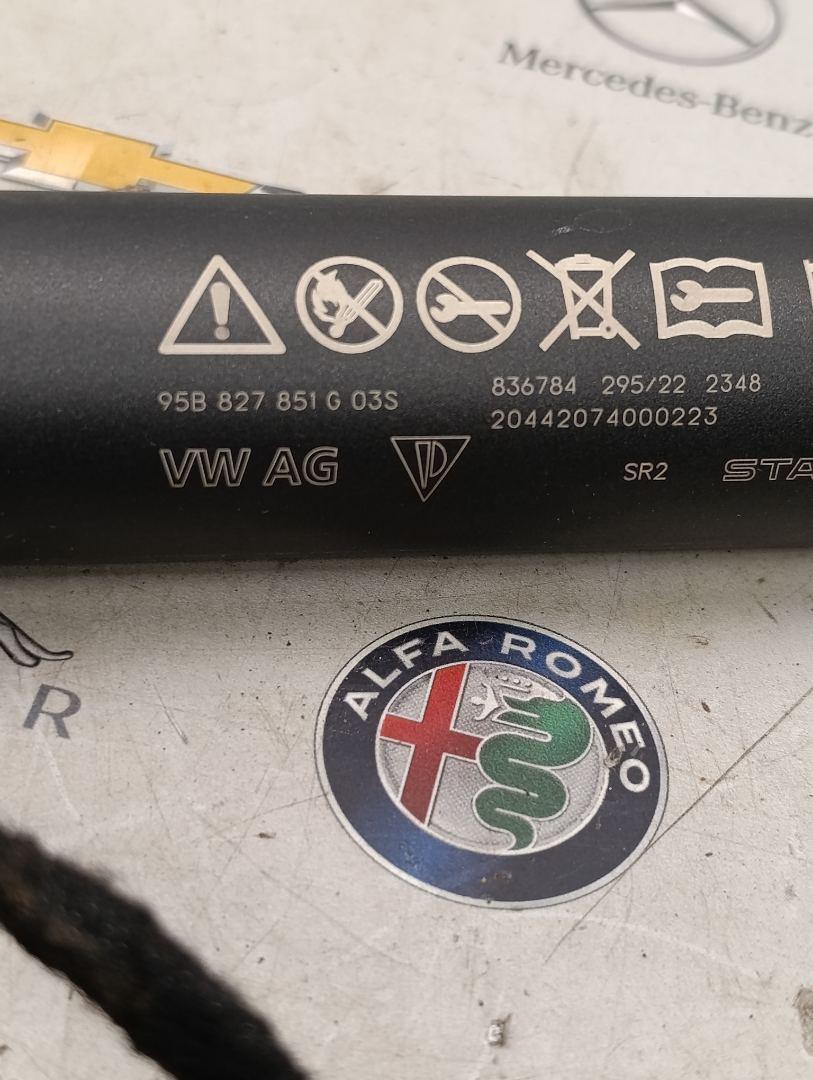 Mercedes-Benz
95B 827 851 G 03S
836784 295/22 2348
20442074000223
VW AG
SR2
STA
R
ALFA ROMEO